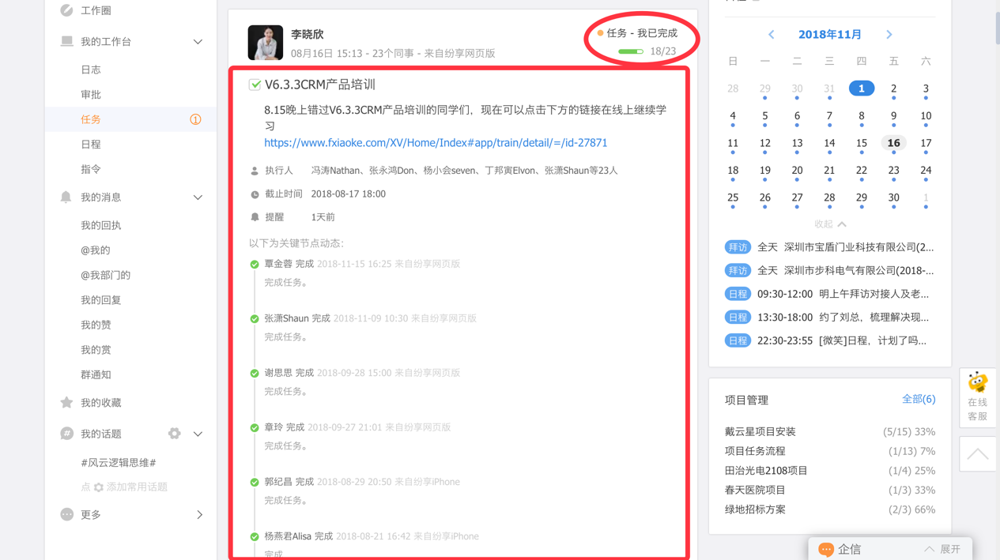 工作圈
我的工作台
日志
审批
任务
1
日程
指令
我的消息
我的回执
@我的
@我部门的
我的回复
我的赞
我的赏
群通知
我的收藏
我的话题
#风云逻辑思维#
点 添加常用话题
更多
李晓欣
08月16日 15:13 - 23个同事 - 来自纷享网页版
任务 - 我已完成
18/23
V6.3.3CRM产品培训
8.15晚上错过V6.3.3CRM产品培训的同学们，现在可以点击下方的链接在线上继续学
习
https://www.fxiaoke.com/XV/Home/Index#app/train/detail/=/id-27871
执行人 冯涛Nathan、张永鸿Don、杨小会seven、丁邦寅Elvon、张潇Shaun等23人
截止时间 2018-08-17 18:00
提醒 1天前
以下为关键节点动态：
覃金蓉 完成 2018-11-15 16:25 来自纷享网页版
完成任务。
张潇Shaun 完成 2018-11-09 10:30 来自纷享网页版
完成任务。
谢思思 完成 2018-09-28 15:00 来自纷享网页版
完成任务。
章玲 完成 2018-09-27 21:01 来自纷享网页版
完成任务。
郭纪昌 完成 2018-08-29 20:50 来自纷享iPhone
完成任务。
杨燕君Alisa 完成 2018-08-21 16:42 来自纷享iPhone
完成
2018年11月
日 一 二 三 四 五 六
28 29 30 31 1 2 3
4 5 6 7 8 9 10
11 12 13 14 15 16 17
18 19 20 21 22 23 24
25 26 27 28 29 30 1
收起
拜访 全天 深圳市宝盾门业科技有限公司(2...
拜访 全天 深圳市步科电气有限公司(2018-...
日程 09:30-12:00 明上午拜访对接人及老...
日程 13:30-18:00 约了刘总，梳理解决现...
日程 22:30-23:55 [微笑]日程，计划了吗...
项目管理 全部(6)
戴云星项目安装 (5/15) 33%
项目任务流程 (1/13) 7%
田治光电2108项目 (1/4) 25%
春天医院项目 (1/3) 33%
绿地招标方案 (2/3) 66%
在线
客服
企信 展开